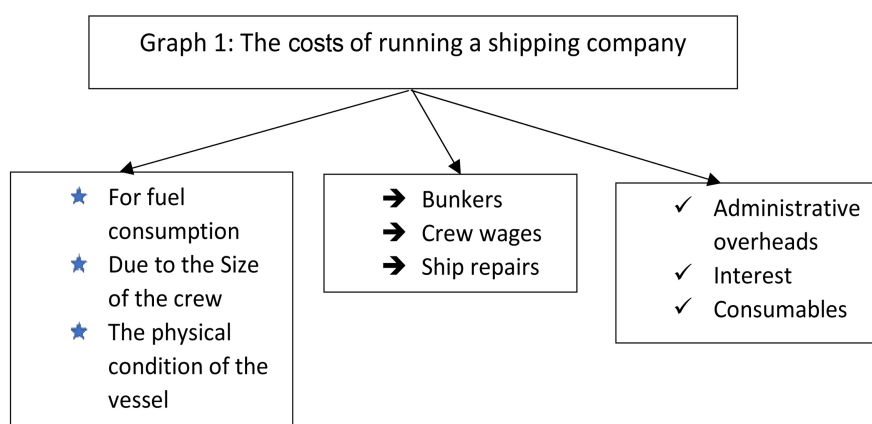 Graph 1: The costs of running a shipping company
For fuel
consumption
Due to the Size
of the crew
The physical
condition of the
vessel
Bunkers
Crew wages
Ship repairs
Administrative
overheads
Interest
Consumables